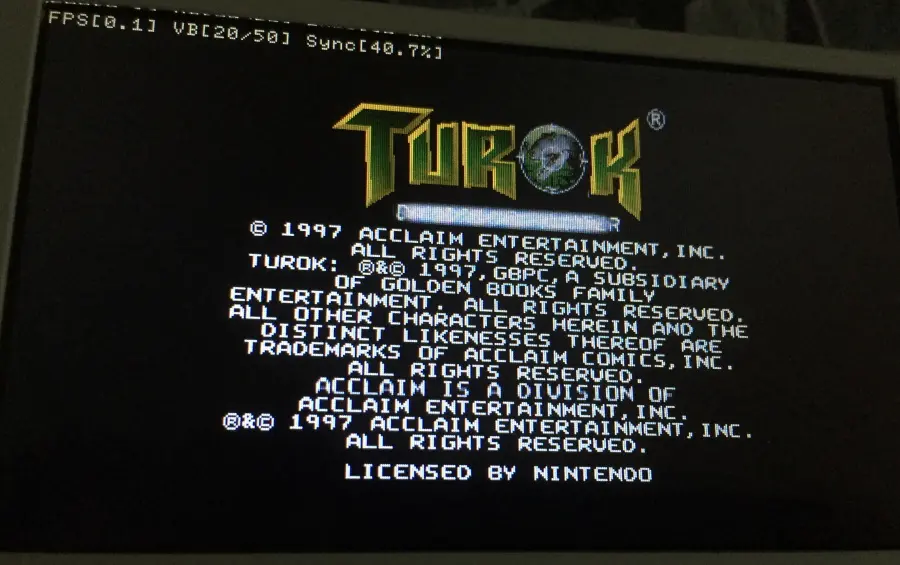 FPS[0.1] VB[20/50] Sync[40.7%]
TUROK ®
© 1997 ACCLAIM ENTERTAINMENT, INC.
ALL RIGHTS RESERVED.
TUROK: ®&© 1997, GBPC, A SUBSIDIARY
OF GOLDEN BOOKS FAMILY
ENTERTAINMENT. ALL RIGHTS RESERVED.
ALL OTHER CHARACTERS HEREIN AND THE
DISTINCT LIKENESSES THEREOF ARE
TRADEMARKS OF ACCLAIM COMICS, INC.
ALL RIGHTS RESERVED.
ACCLAIM IS A DIVISION OF
ACCLAIM ENTERTAINMENT, INC.
®&© 1997 ACCLAIM ENTERTAINMENT, INC.
ALL RIGHTS RESERVED.
LICENSED BY NINTENDO